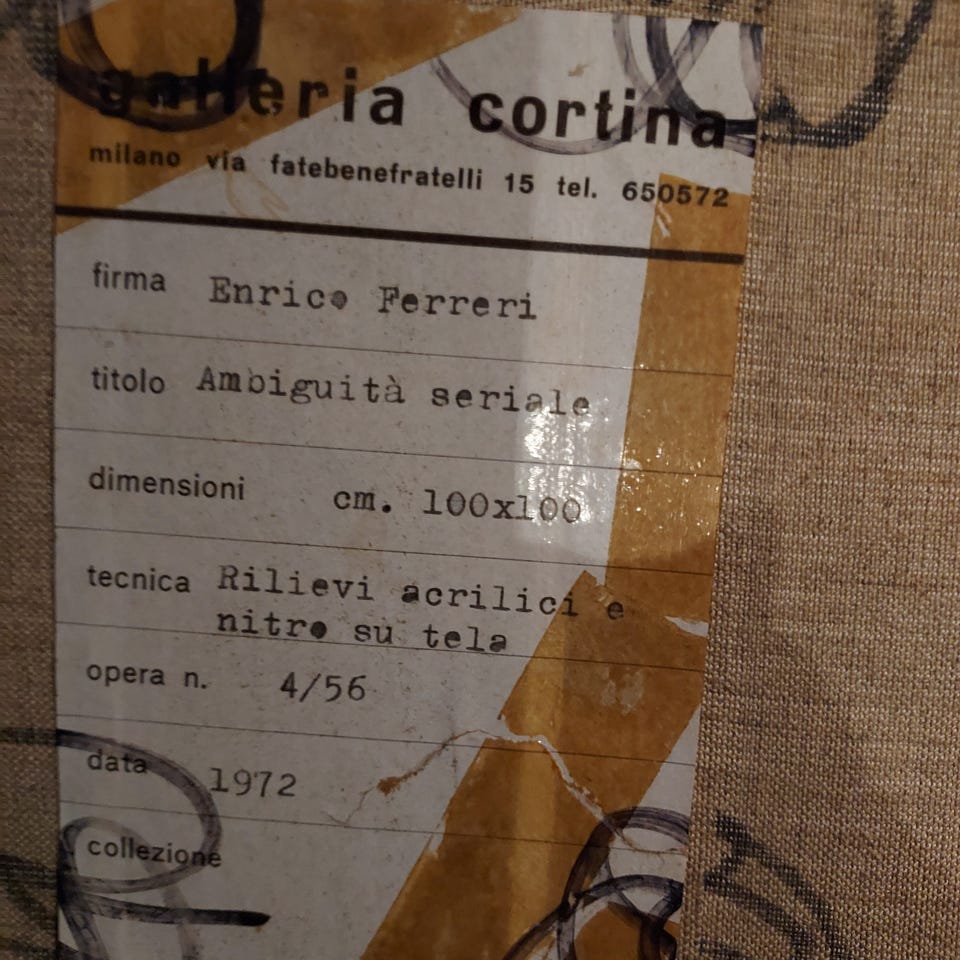 galleria cortina
milano via fatebenefratelli 15 tel. 650572
firma Enrico Ferreri
titolo Ambiguità seriale
dimensioni cm. 100x100
tecnica Rilievi acrilici e
nitro su tela
opera n. 4/56
data 1972
collezione